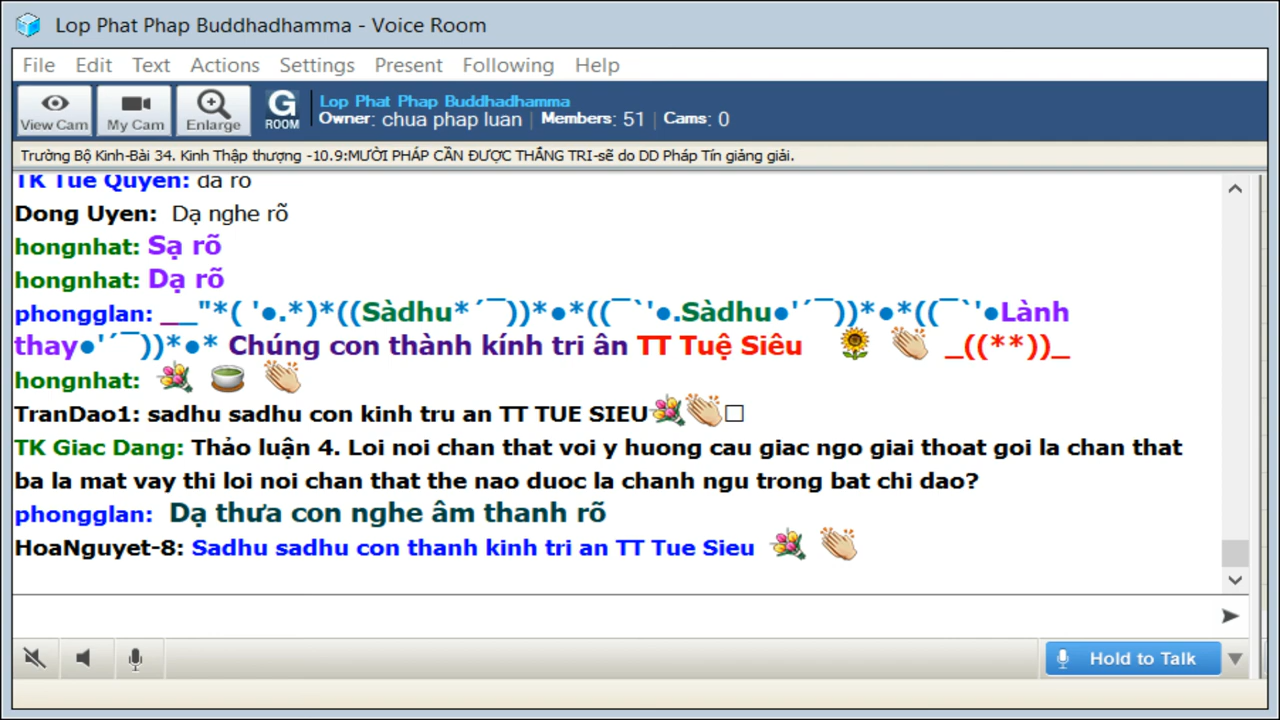 Lop Phat Phap Buddhadhamma - Voice Room
File Edit Text Actions Settings Present Following Help
View Cam My Cam Enlarge G ROOM
Lop Phat Phap Buddhadhamma
Owner: chua phap luan | Members: 51 | Cams: 0
Trường Bộ Kinh-Bài 34. Kinh Thập thượng -10.9:MƯỜI PHÁP CẦN ĐƯỢC THẮNG TRI-sẽ do DD Pháp Tín giảng giải.
TK Tue Quyen: da ro
Dong Uyen: Dạ nghe rõ
hongnhat: Sạ rõ
hongnhat: Dạ rõ
phongglan: __"*( '●.*)*((Sàdhu*´¯))*●*((¯`'●.Sàdhu●'´¯))*●*((¯`'●Lành
thay●'´¯))*●* Chúng con thành kính tri ân TT Tuệ Siêu 🌻 👏 _((**))_
hongnhat: 💐 🍵 👏
TranDao1: sadhu sadhu con kinh tru an TT TUE SIEU💐👏□
TK Giac Dang: Thảo luận 4. Loi noi chan that voi y huong cau giac ngo giai thoat goi la chan that
ba la mat vay thi loi noi chan that the nao duoc la chanh ngu trong bat chi dao?
phongglan: Dạ thưa con nghe âm thanh rõ
HoaNguyet-8: Sadhu sadhu con thanh kinh tri an TT Tue Sieu 💐 👏
Hold to Talk